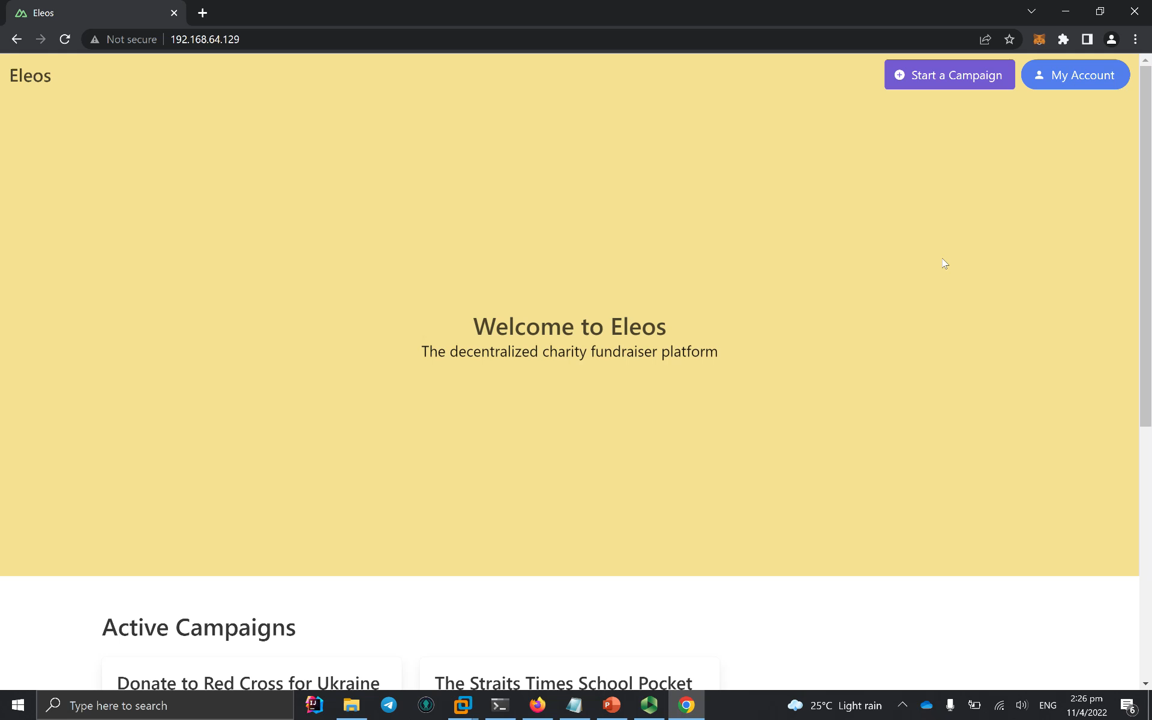 Eleos
Not secure
192.168.64.129
Eleos
Start a Campaign
My Account
Welcome to Eleos
The decentralized charity fundraiser platform
Active Campaigns
Donate to Red Cross for Ukraine
The Straits Times School Pocket
Type here to search
25°C Light rain
ENG
2:26 pm
11/4/2022
6